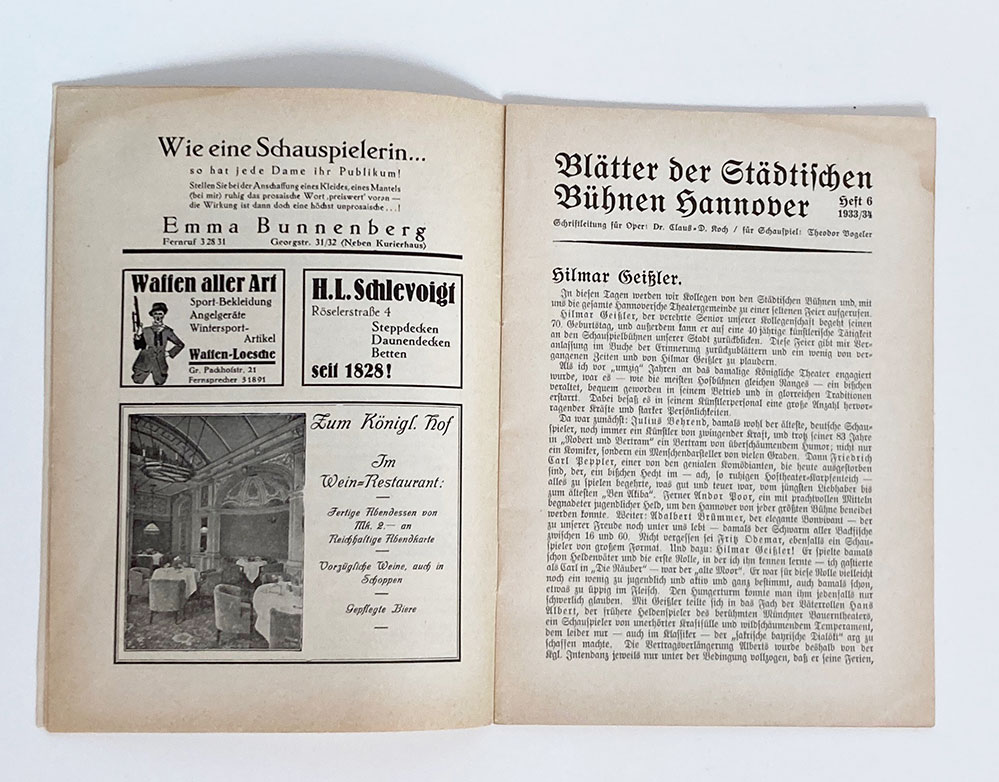 Wie eine Schauspielerin...
so hat jede Dame ihr Publikum!
Stellen Sie bei der Anschaffung eines Kleides, eines Mantels
(bei mir) ruhig das prosaische Wort ‚preiswert' voran —
die Wirkung ist dann doch eine höchst unprosaische...!
Emma Bunnenberg
Fernruf 3 28 31 Georgstr. 31/32 (Neben Kurierhaus)
Waffen aller Art
Sport-Bekleidung
Angelgeräte
Wintersport-
Artikel
Waffen-Loesche
Gr. Packhofstr. 21
Fernsprecher 31891
H.L. Schlevoigt
Röselerstraße 4
Steppdecken
Daunendecken
Betten
seit 1828!
Zum Königl. Hof
Im
Wein=Restaurant:
Fertige Abendessen von
Mk. 2.— an
Reichhaltige Abendkarte
Vorzügliche Weine, auch in
Schoppen
Gepflegte Biere
Blätter der Städtischen
Bühnen Hannover
Heft 6
1933/34
Schriftleitung für Oper: Dr. Claus-D. Koch / für Schauspiel: Theodor Vogeler
Hilmar Geißler.
In diesen Tagen werden wir Kollegen von den Städtischen Bühnen und, mit
uns die gesamte Hannoversche Theatergemeinde zu einer seltenen Feier aufgerufen.
Hilmar Geißler, der verehrte Senior unserer Kollegenschaft begeht seinen
70. Geburtstag, und außerdem kann er auf eine 40 jährige künstlerische Tätigkeit
an den Schauspielbühnen unserer Stadt zurückblicken. Diese Feier gibt mir Ver-
anlassung im Buche der Erinnerung zurückzublättern und ein wenig von ver-
gangenen Zeiten und von Hilmar Geißler zu plaudern.
Als ich vor „umzig" Jahren an das damalige Königliche Theater engagiert
wurde, war es — wie die meisten Hofbühnen gleichen Ranges — ein bißchen
veraltet, bequem geworden in seinem Betrieb und in glorreichen Traditionen
erstarrt. Dabei besaß es in seinem Künstlerpersonal eine große Anzahl hervor-
ragender Kräfte und starker Persönlichkeiten.
Da war zunächst: Julius Behrend, damals wohl der älteste, deutsche Schau-
spieler, noch immer ein Künstler von zwingender Kraft, und trotz seiner 83 Jahre
in „Robert und Bertram" ein Bertram von überschäumendem Humor; nicht nur
ein Komiker, sondern ein Menschendarsteller von vielen Graden. Dann Friedrich
Carl Peppler, einer von den genialen Komödianten, die heute ausgestorben
sind, der, ein bißchen Hecht im — ach, so ruhigen Hoftheater-Karpfenteich —
alles zu spielen begehrte, was gut und teuer war, vom jüngsten Liebhaber bis
zum ältesten „Ben Akiba". Ferner Andor Poor, ein mit prachtvollen Mitteln
begnadeter jugendlicher Held, um den Hannover von jeder größten Bühne beneidet
werden konnte. Weiter: Adalbert Brümmer, der elegante Bonvivant — der
zu unserer Freude noch unter uns lebt — damals der Schwarm aller Backfische
zwischen 16 und 60. Nicht vergessen sei Fritz Odemar, ebenfalls ein Schau-
spieler von großem Format. Und dazu: Hilmar Geißler! Er spielte damals
schon Heldenväter und die erste Rolle, in der ich ihn kennen lernte — ich gastierte
als Carl in „Die Räuber" — war der „alte Moor". Er war für diese Rolle vielleicht
noch ein wenig zu jugendlich und aktiv und ganz bestimmt, auch damals schon,
etwas zu üppig im Fleisch. Den Hungerturm konnte man ihm jedenfalls nur
schwerlich glauben. Mit Geißler teilte sich in das Fach der Väterrollen Hans
Albert, der frühere Heldenspieler des berühmten Münchner Bauerntheaters,
ein Schauspieler von unerhörter Kraftfülle und wildschäumendem Temperament,
dem leider nur — auch im Klassiker — der „sakrische bayrische Dialökt" arg zu
schaffen machte. Die Vertragsverlängerung Alberts wurde deshalb von der
Kgl. Intendanz jeweils nur unter der Bedingung vollzogen, daß er seine Ferien,